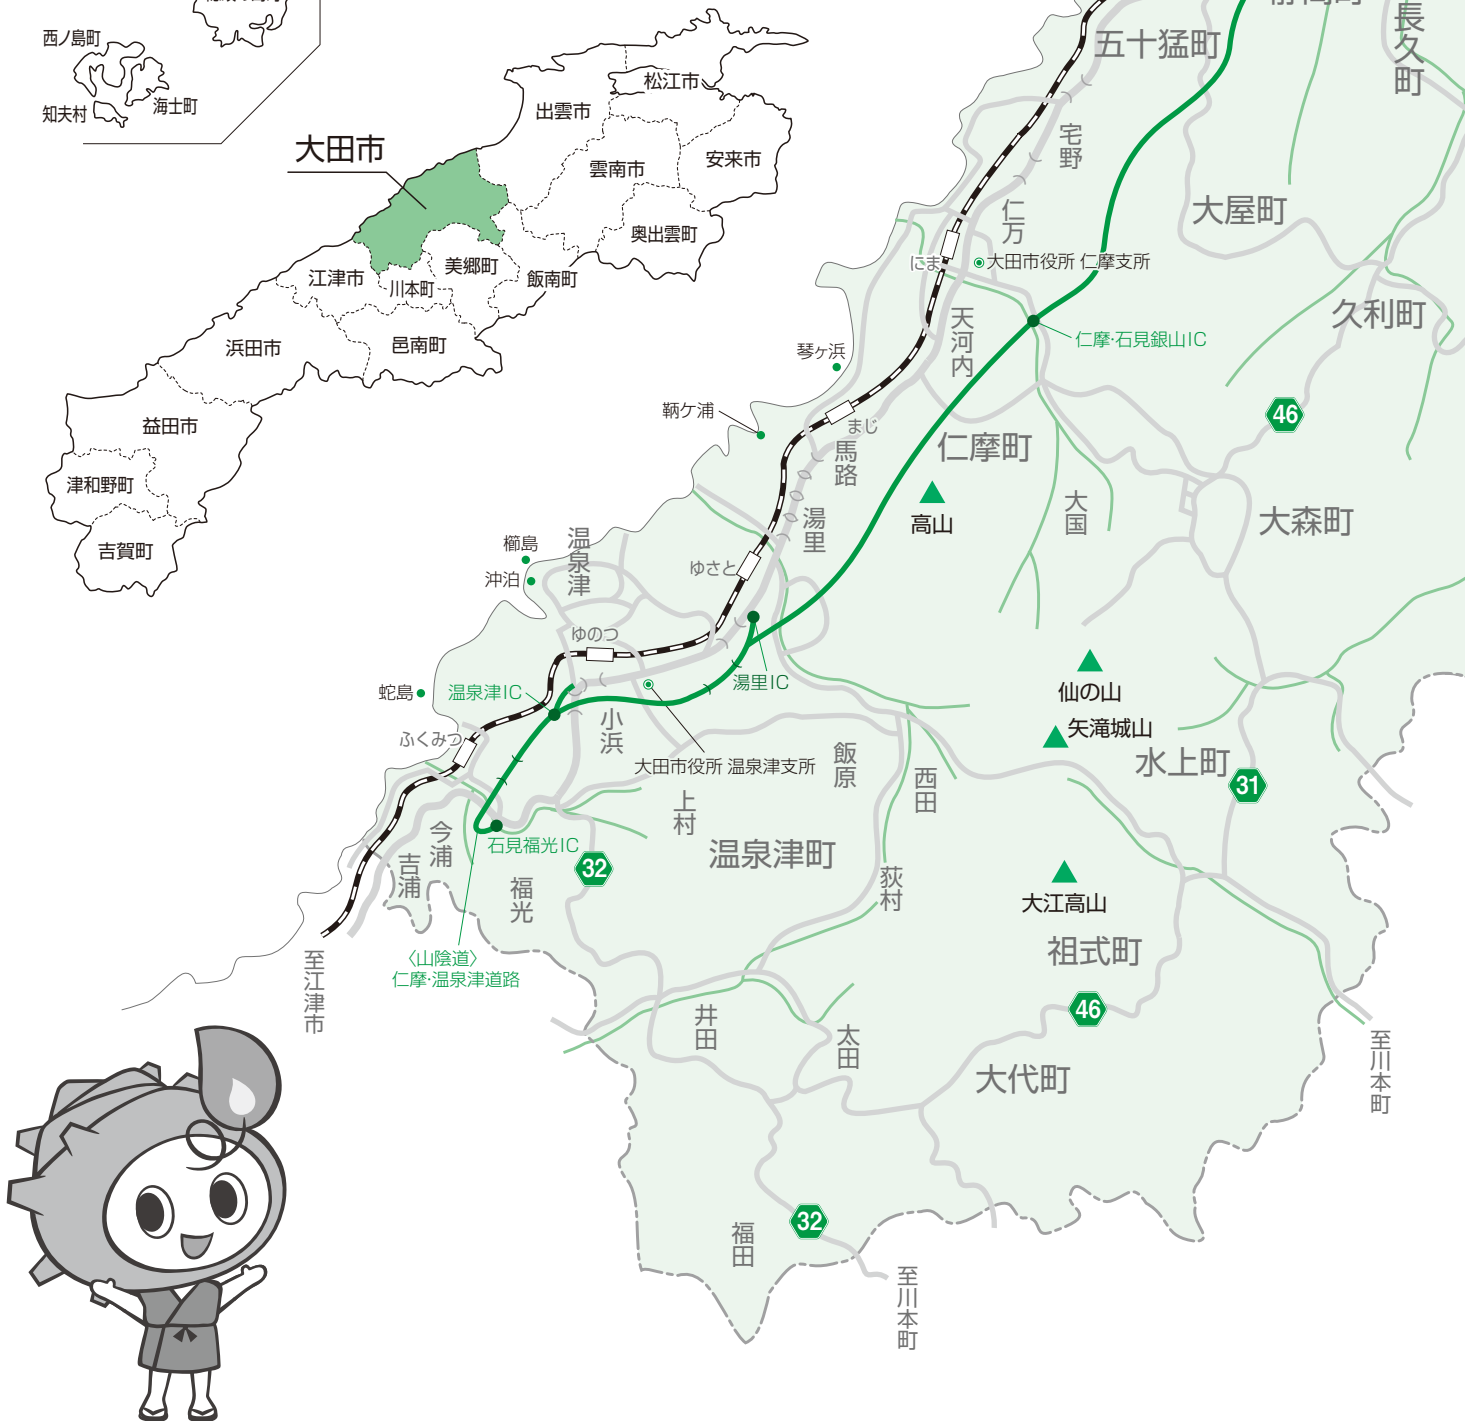 西ノ島町
海士町
知夫村
大田市
松江市
出雲市
雲南市
安来市
奥出雲町
飯南町
美郷町
川本町
江津市
邑南町
浜田市
益田市
津和野町
吉賀町
長久町
五十猛町
宅野
大屋町
仁万
にま
大田市役所 仁摩支所
久利町
天河内
仁摩・石見銀山IC
琴ヶ浜
鞆ケ浦
まじ
馬路
仁摩町
46
高山
大国
大森町
湯里
櫛島
沖泊
温泉津
ゆさと
ゆのつ
湯里IC
蛇島
温泉津IC
小浜
ふくみつ
大田市役所 温泉津支所
仙の山
矢滝城山
水上町
31
飯原
西田
上村
温泉津町
今浦
吉浦
石見福光IC
32
福光
荻村
大江高山
祖式町
〈山陰道〉
仁摩・温泉津道路
至江津市
井田
太田
46
大代町
至川本町
福田
32
至川本町